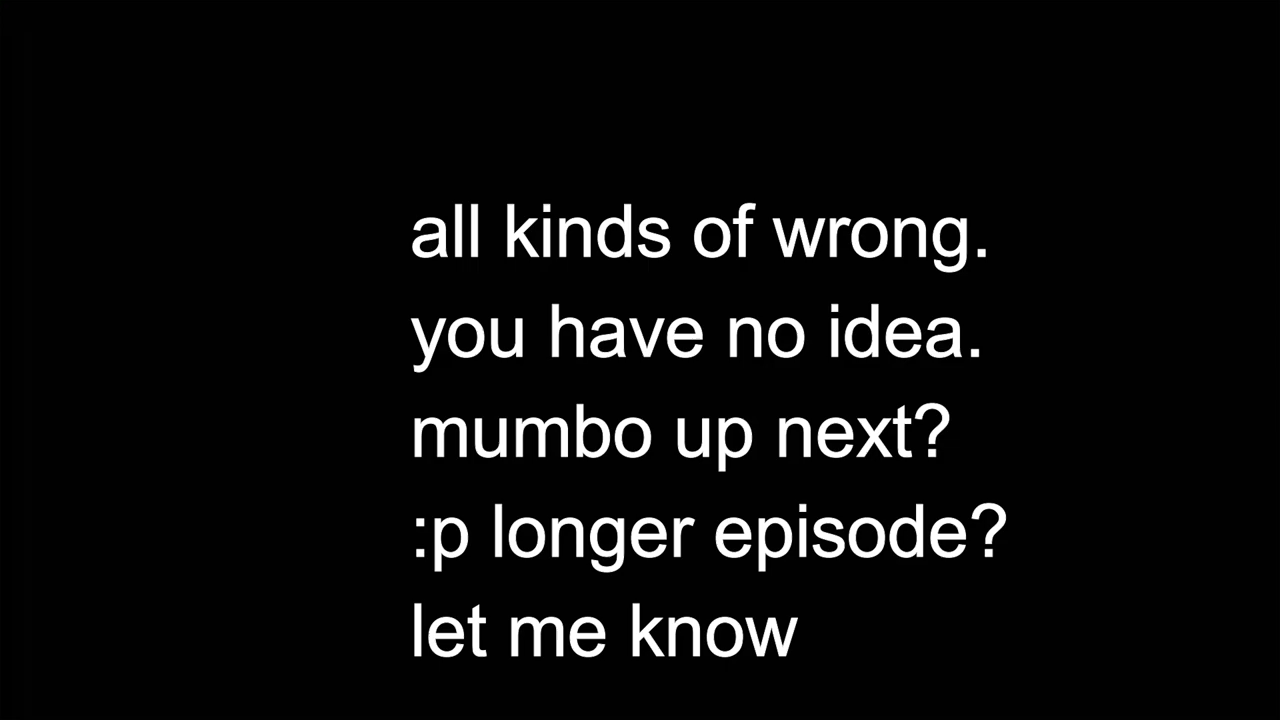 all kinds of wrong.
you have no idea.
mumbo up next?
:p longer episode?
let me know